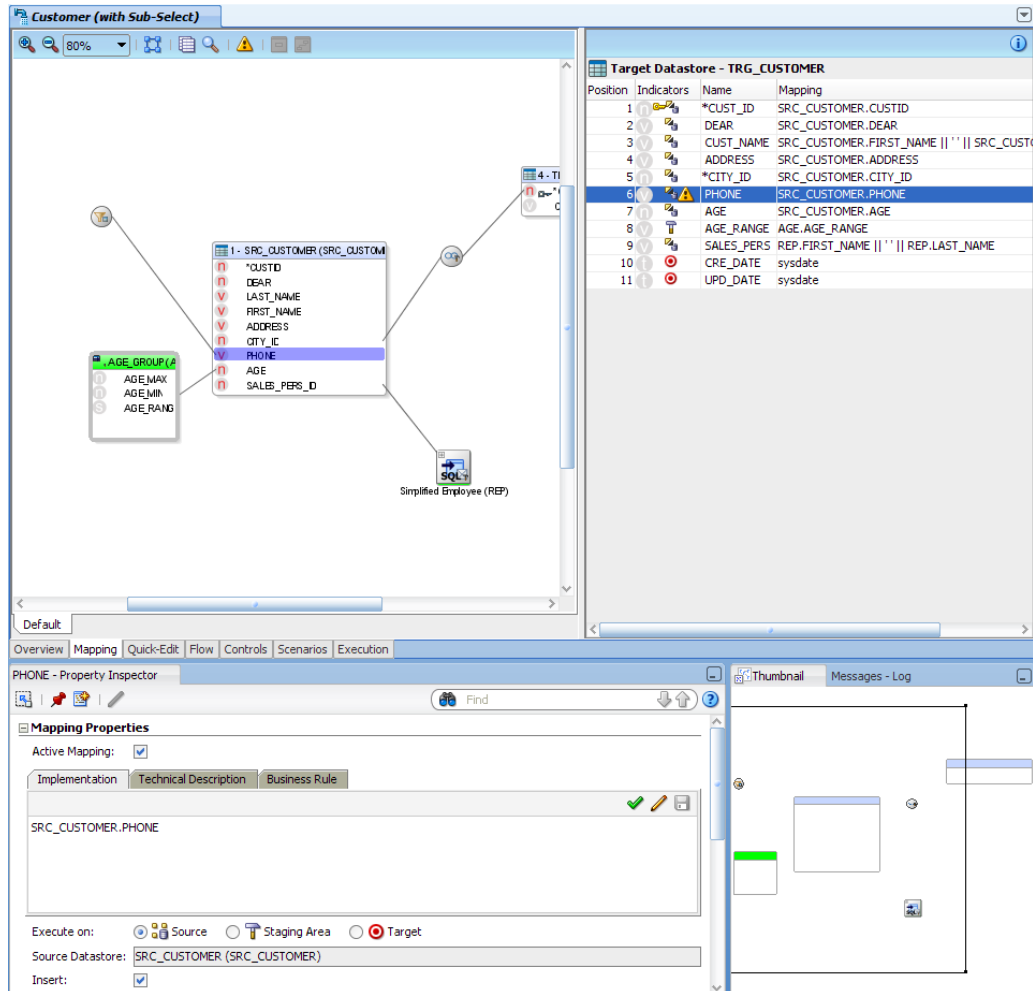 Customer (with Sub-Select)
80%
Target Datastore - TRG_CUSTOMER
Position Indicators Name Mapping
1 n *CUST_ID SRC_CUSTOMER.CUSTID
2 v DEAR SRC_CUSTOMER.DEAR
3 v CUST_NAME SRC_CUSTOMER.FIRST_NAME || ' ' || SRC_CUSTO
4 v ADDRESS SRC_CUSTOMER.ADDRESS
5 n *CITY_ID SRC_CUSTOMER.CITY_ID
6 v PHONE SRC_CUSTOMER.PHONE
7 n AGE SRC_CUSTOMER.AGE
8 v AGE_RANGE AGE.AGE_RANGE
9 v SALES_PERS REP.FIRST_NAME || ' ' || REP.LAST_NAME
10 t CRE_DATE sysdate
11 t UPD_DATE sysdate
4 - T
n
v
1 - SRC_CUSTOMER (SRC_CUSTOM
n *CUSTID
n DEAR
v LAST_NAME
v FIRST_NAME
v ADDRESS
n CITY_ID
v PHONE
n AGE
n SALES_PERS_ID
.AGE_GROUP (A
n AGE_MAX
n AGE_MIN
s AGE_RANG
SQL
Simplified Employee (REP)
Default
Overview Mapping Quick-Edit Flow Controls Scenarios Execution
PHONE - Property Inspector
Find
Mapping Properties
Active Mapping:
Implementation Technical Description Business Rule
SRC_CUSTOMER.PHONE
Execute on: Source Staging Area Target
Source Datastore: SRC_CUSTOMER (SRC_CUSTOMER)
Insert:
Thumbnail Messages - Log
SQL